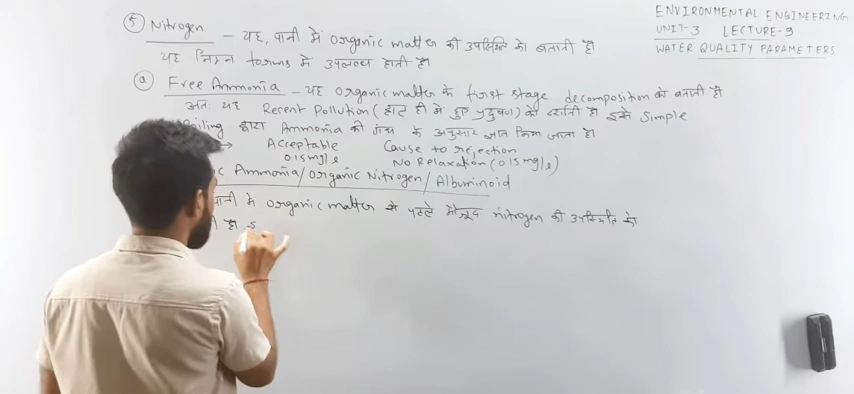 ENVIRONMENTAL ENGINEERING
UNIT-3 LECTURE-9
WATER QUALITY PARAMETERS
⑤ Nitrogen - यह, पानी में organic matter की उपस्थिति को बताती है।
यह निम्न forms में उपलब्ध होती है।
ⓐ Free Ammonia - यह organic matter के first stage decomposition को बताती है।
अतः यह Recent Pollution (हाल ही में हुए प्रदूषण) को दर्शाती है। इसे Simple
Boiling द्वारा Ammonia की गंध के अनुसार ज्ञात किया जाता है।
→ Acceptable Cause to rejection
0.15mg/l No Relaxation (0.15mg/l)
Ammonia/Organic Nitrogen/Albuminoid
पानी में organic matter से पहले मौजूद nitrogen की उपस्थिति को
है।